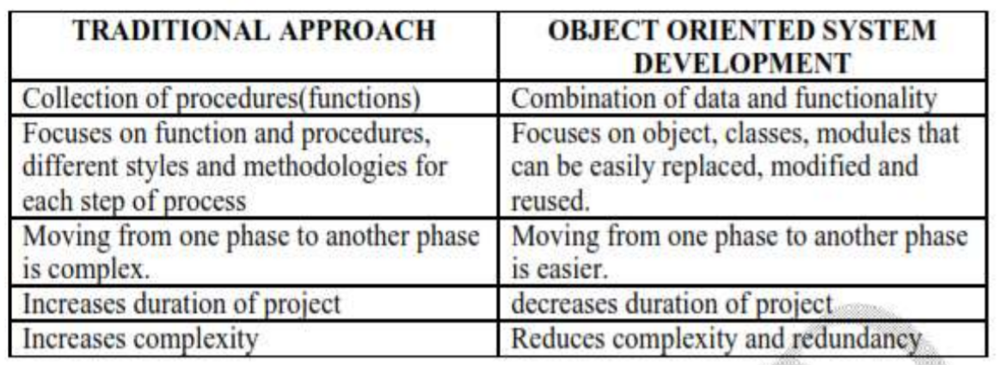 TRADITIONAL APPROACH
OBJECT ORIENTED SYSTEM
DEVELOPMENT
Collection of procedures(functions)
Combination of data and functionality
Focuses on function and procedures,
different styles and methodologies for
each step of process
Focuses on object, classes, modules that
can be easily replaced, modified and
reused.
Moving from one phase to another phase
is complex.
Moving from one phase to another phase
is easier.
Increases duration of project
decreases duration of project
Increases complexity
Reduces complexity and redundancy